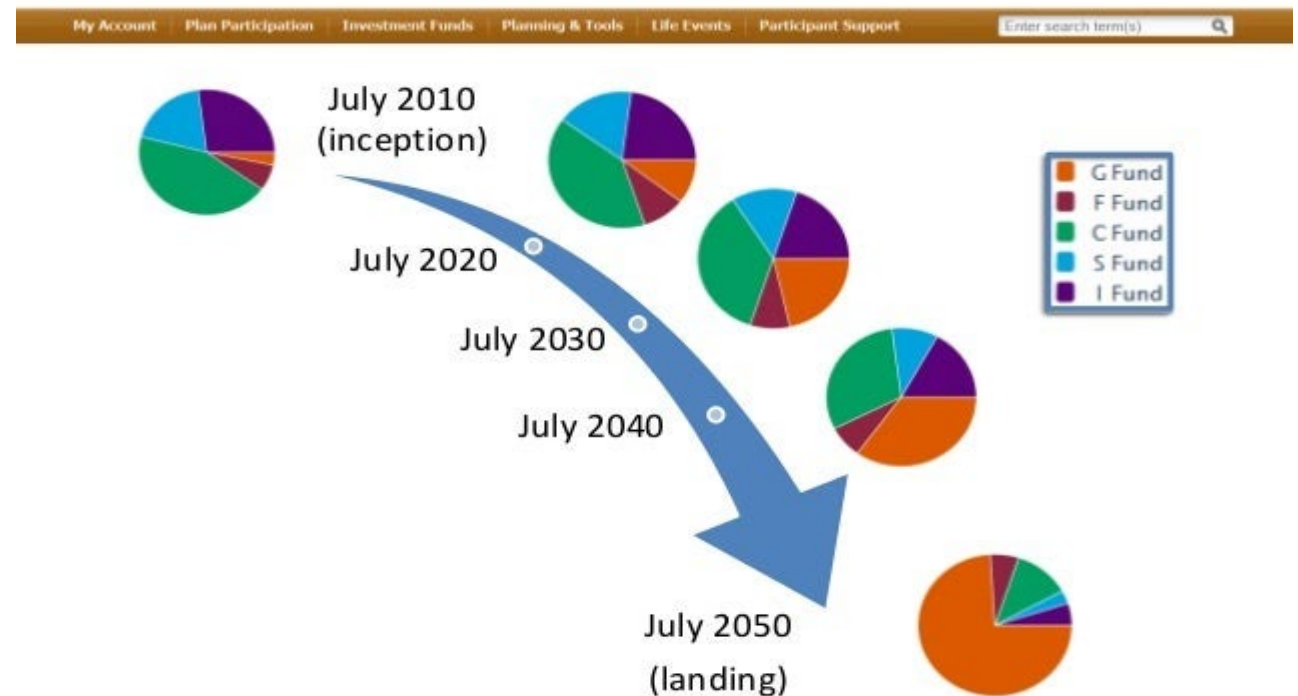 My Account Plan Participation Investment Funds Planning & Tools Life Events Participant Support Enter search term(s)
July 2010
(inception)
July 2020
July 2030
July 2040
July 2050
(landing)
G Fund
F Fund
C Fund
S Fund
I Fund